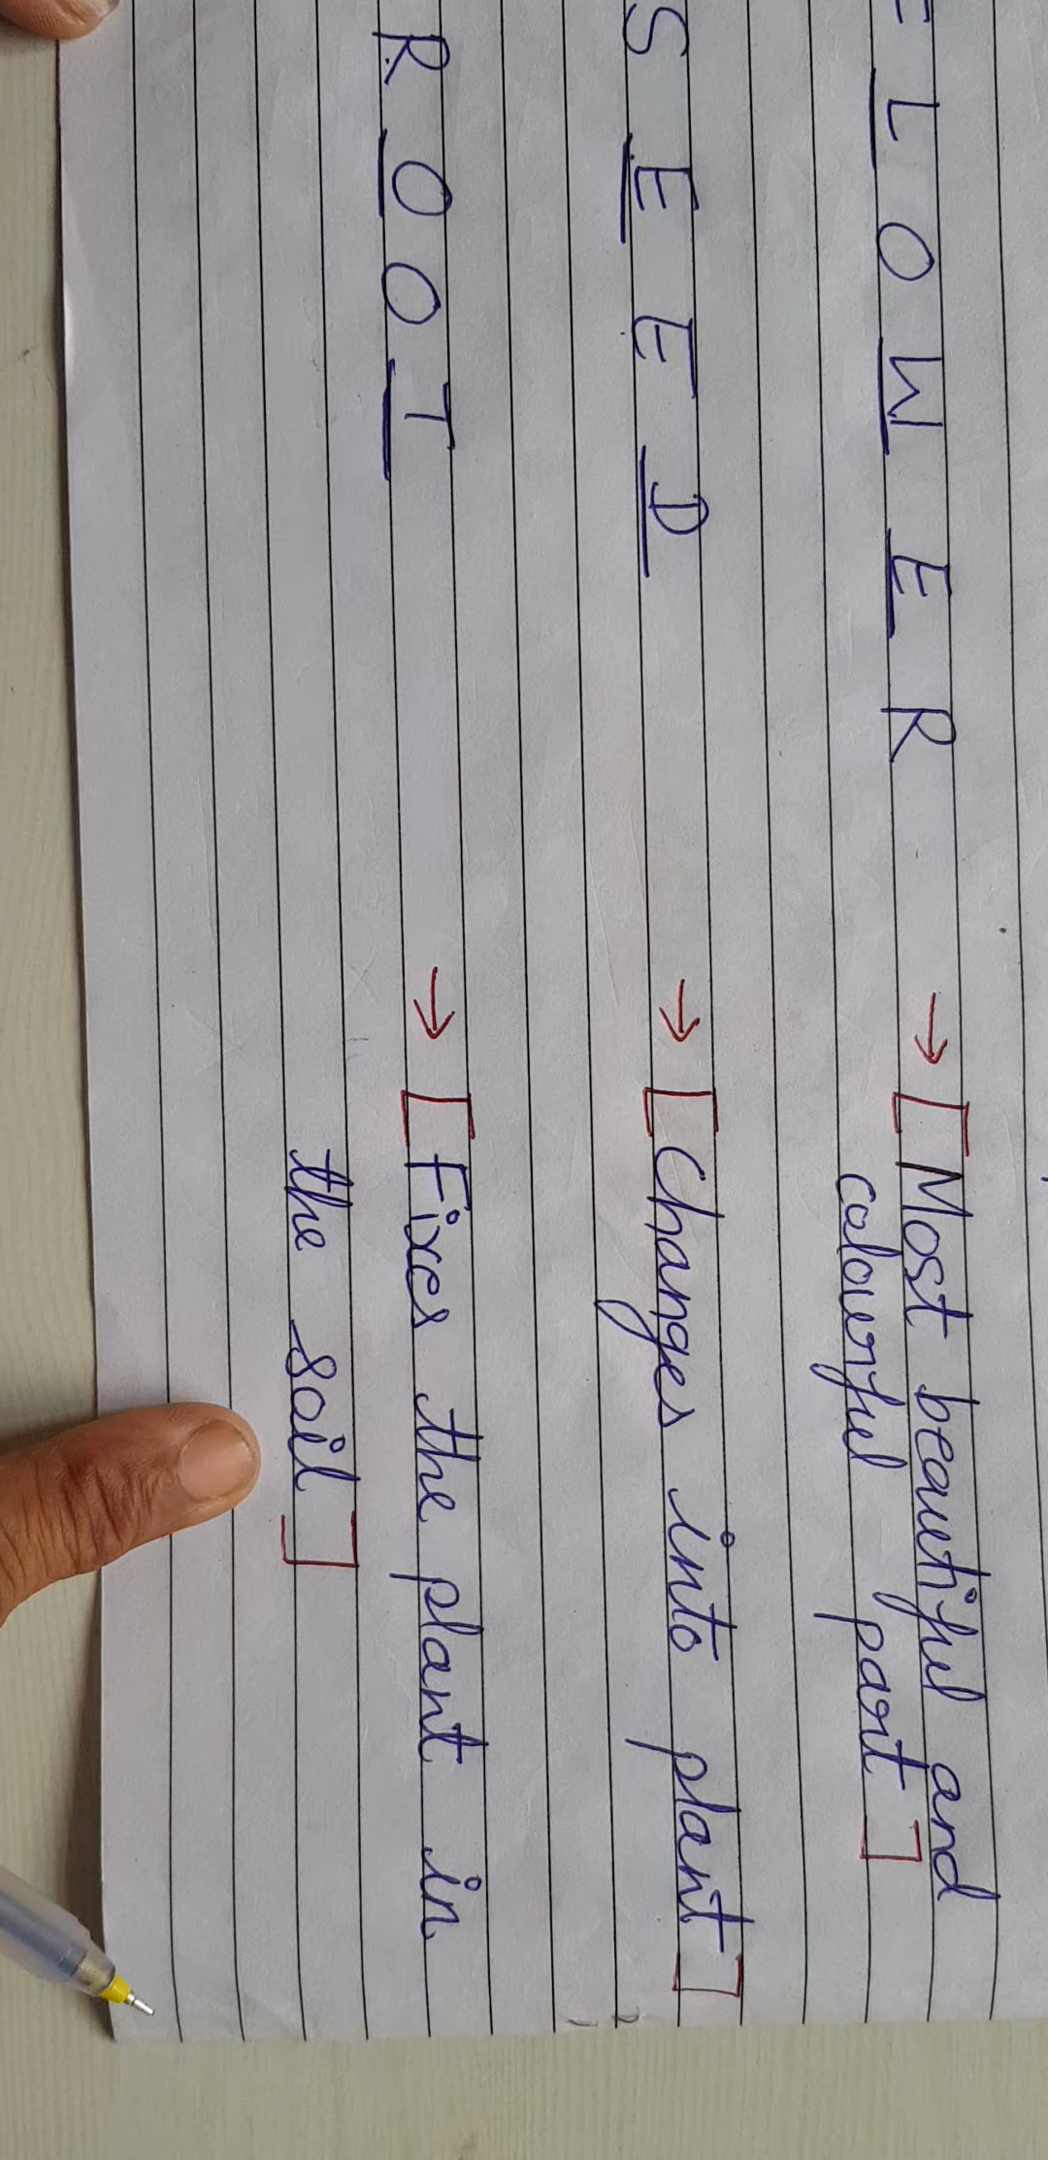 FLOWER → [Most beautiful and
colourful part]
SEED → [Changes into plant]
ROOT → [Fixes the plant in
the soil]